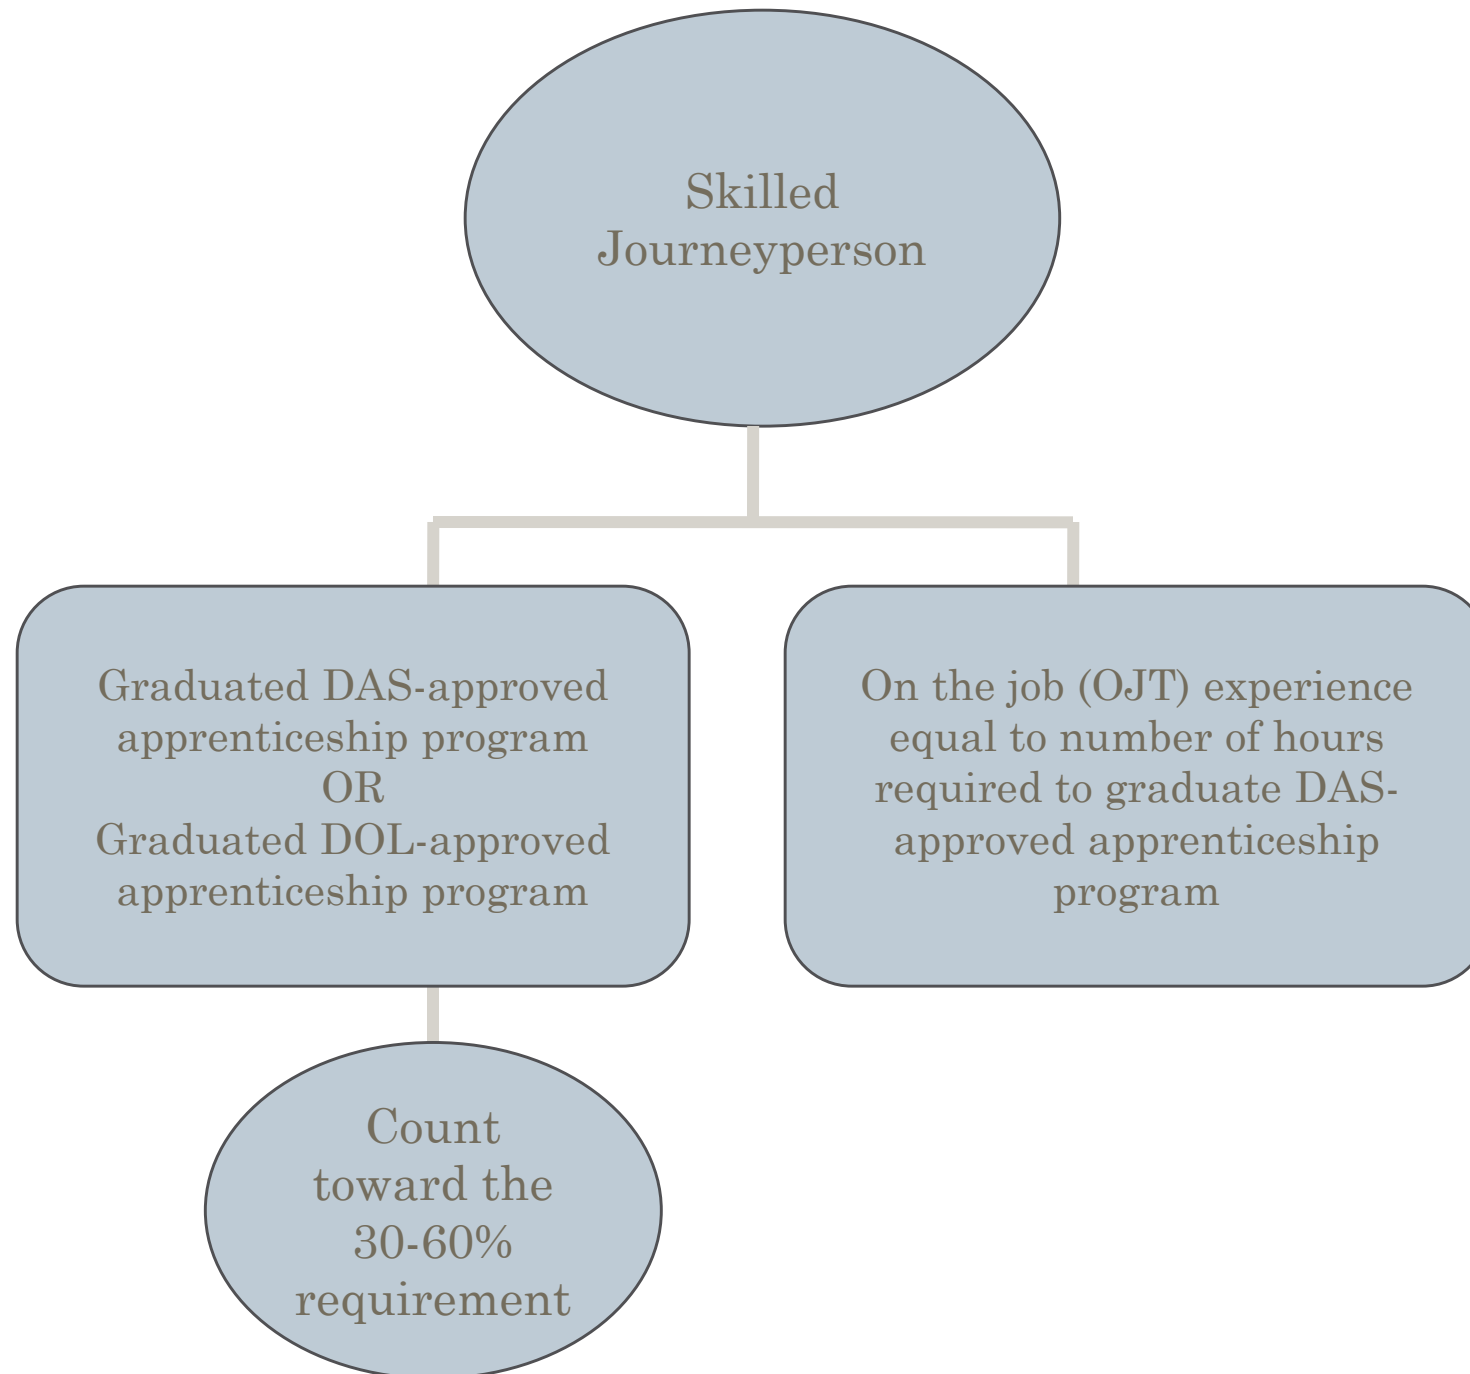 Skilled
Journeyperson
Graduated DAS-approved
apprenticeship program
OR
Graduated DOL-approved
apprenticeship program
On the job (OJT) experience
equal to number of hours
required to graduate DAS-
approved apprenticeship
program
Count
toward the
30-60%
requirement